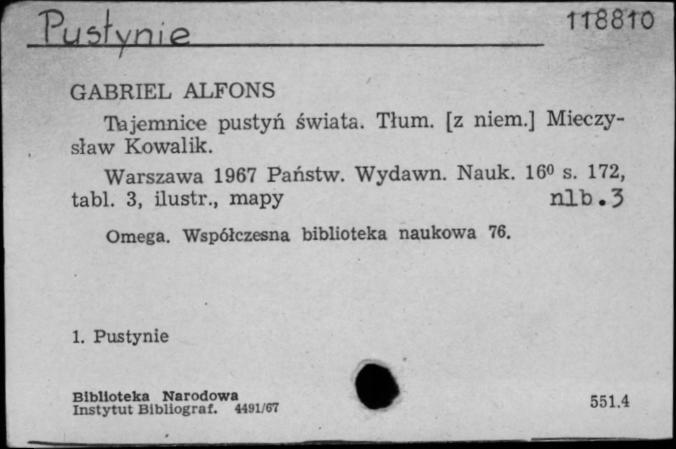 Pustynie 118810
GABRIEL ALFONS
Tajemnice pustyń świata. Tłum. [z niem.] Mieczy-
sław Kowalik.
Warszawa 1967 Państw. Wydawn. Nauk. 16⁰ s. 172,
tabl. 3, ilustr., mapy nlb.3
Omega. Współczesna biblioteka naukowa 76.
1. Pustynie
Biblioteka Narodowa
Instytut Bibliograf. 4491/67 551.4